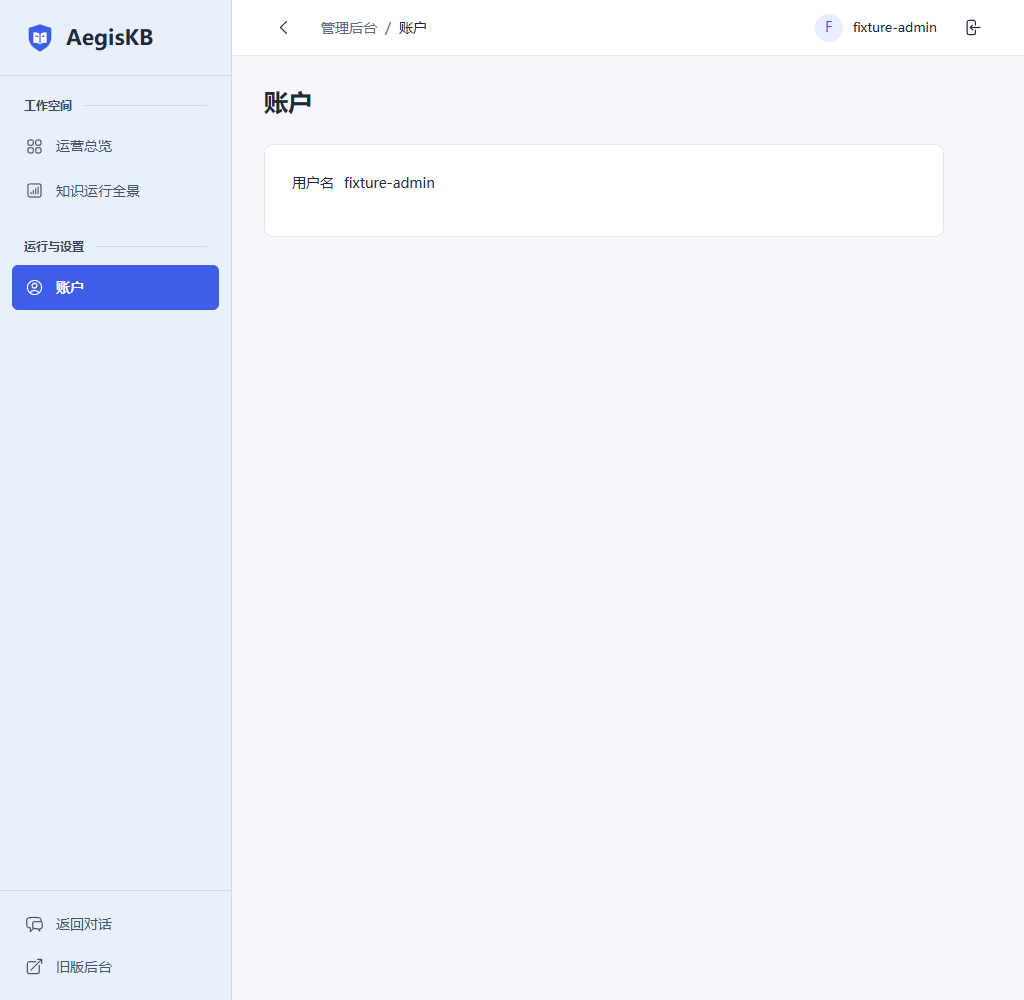 AegisKB
工作空间
运营总览
知识运行全景
运行与设置
账户
返回对话
旧版后台
管理后台 / 账户
F fixture-admin
账户
用户名 fixture-admin